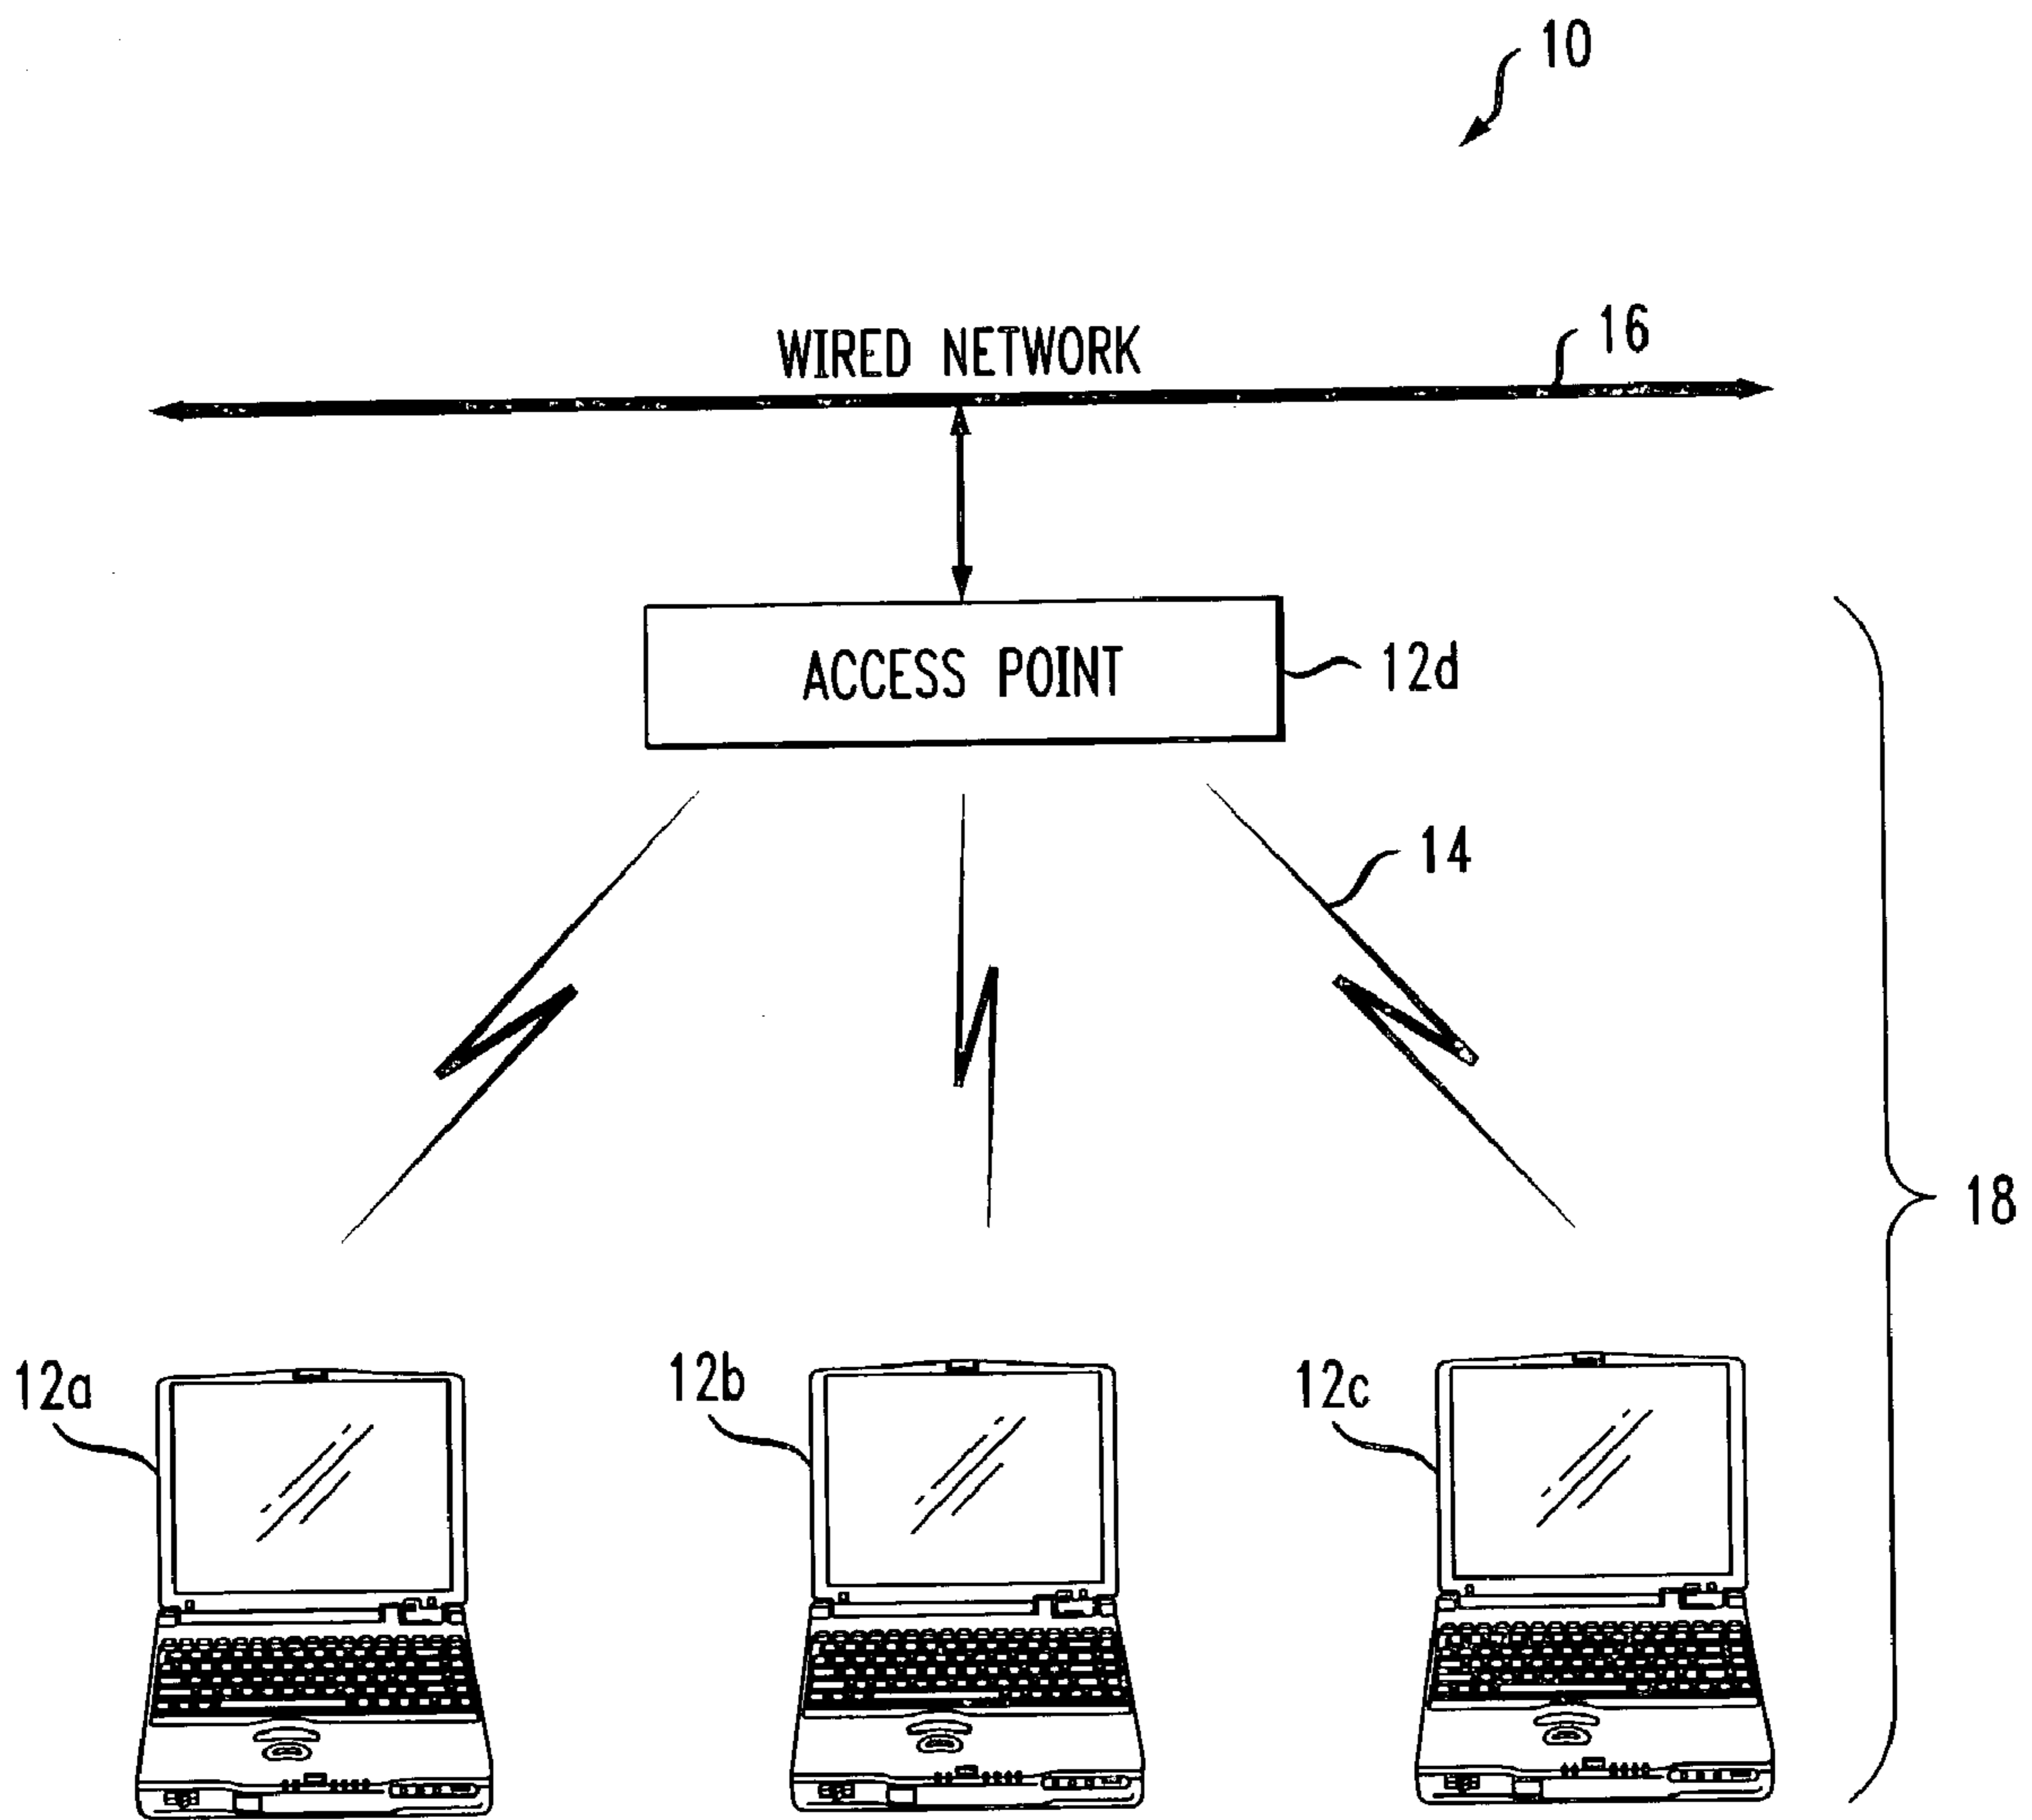 10
WIRED NETWORK
16
ACCESS POINT
12d
14
18
12a
12b
12c